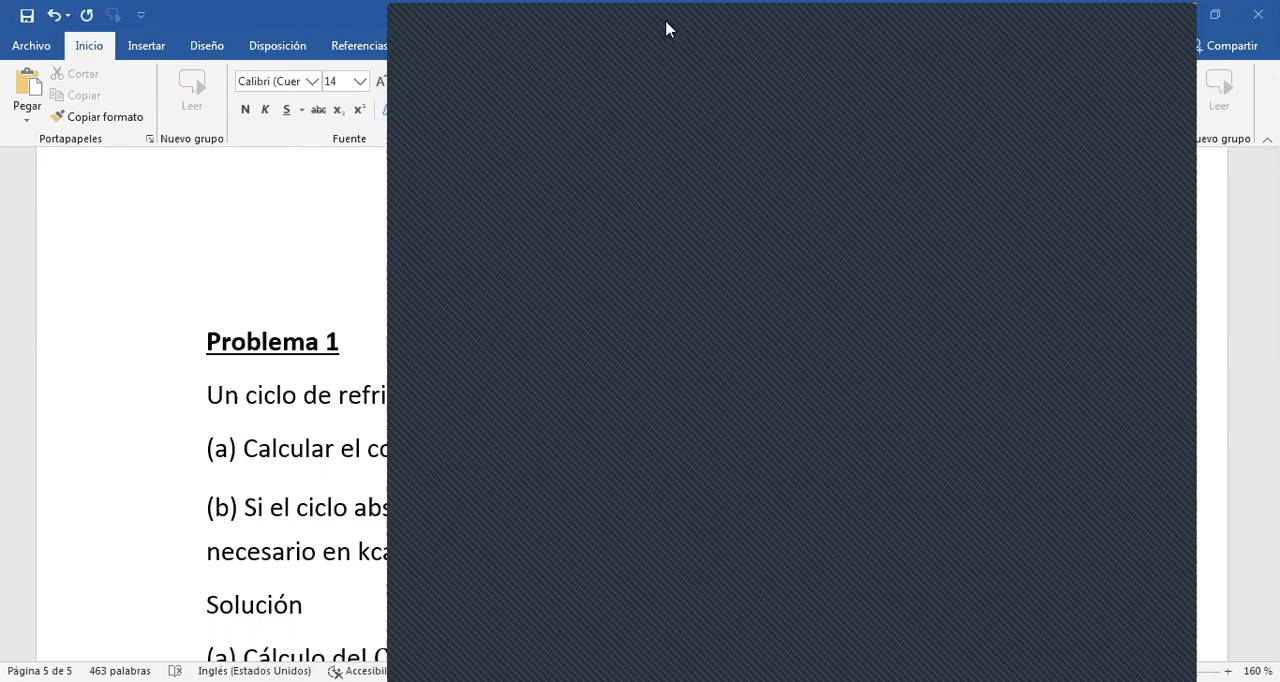 Archivo Inicio Insertar Diseño Disposición Referencias Compartir
Cortar
Copiar
Copiar formato
Pegar
Portapapeles
Leer
Nuevo grupo
Calibri (Cuer 14 A
N K S abc x₂ x²
Fuente
Leer
uevo grupo
Problema 1
Un ciclo de refri
(a) Calcular el co
(b) Si el ciclo abs
necesario en kca
Solución
(a) Cálculo del C
Página 5 de 5 463 palabras Inglés (Estados Unidos) Accesibil 160 %